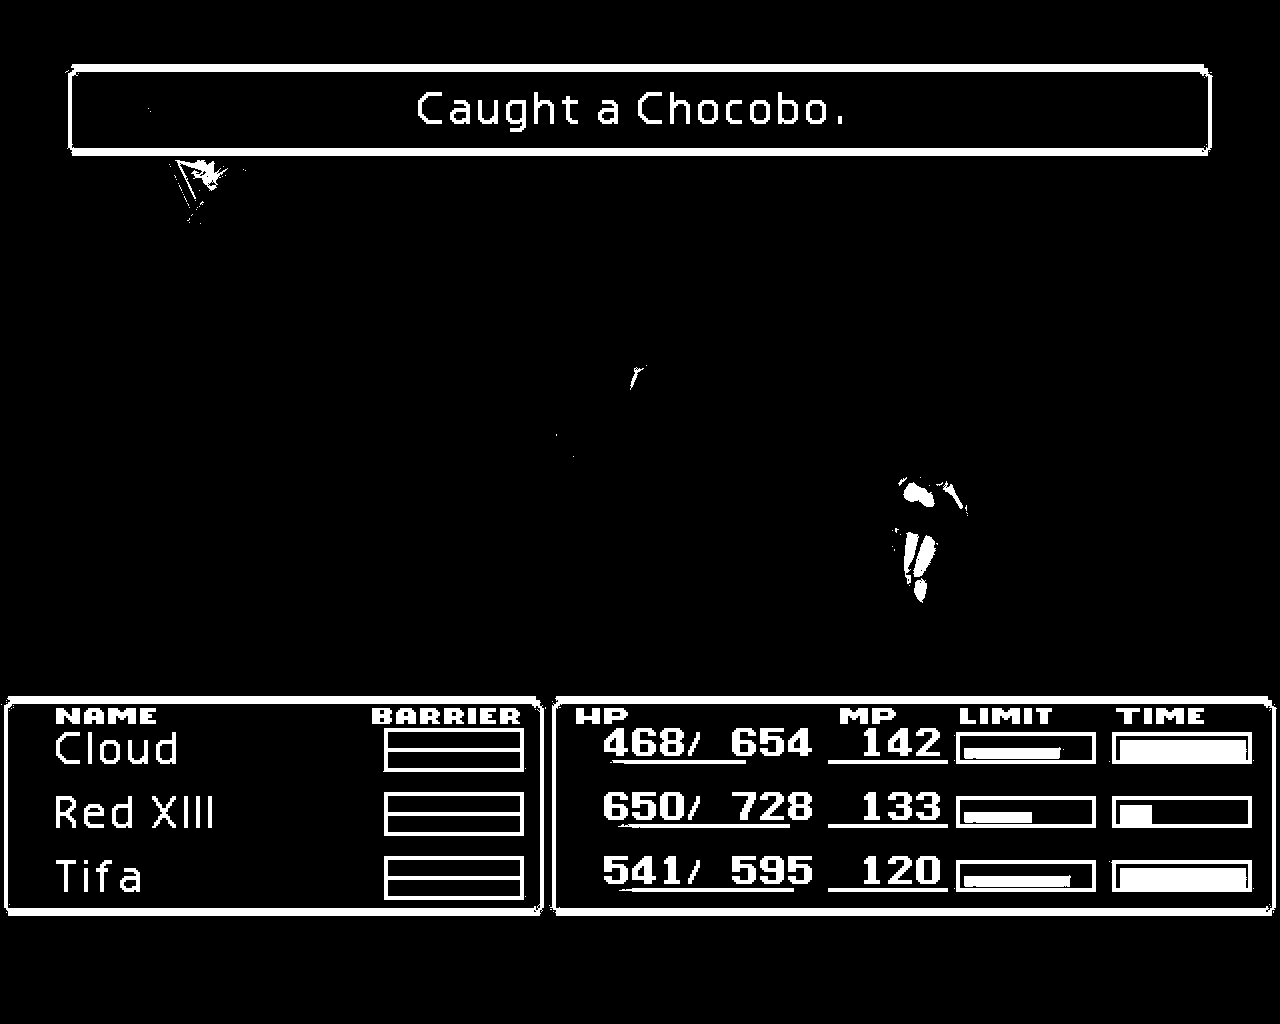 Caught a Chocobo.
NAME BARRIER HP MP LIMIT TIME
Cloud 468/ 654 142
Red XIII 650/ 728 133
Tifa 541/ 595 120